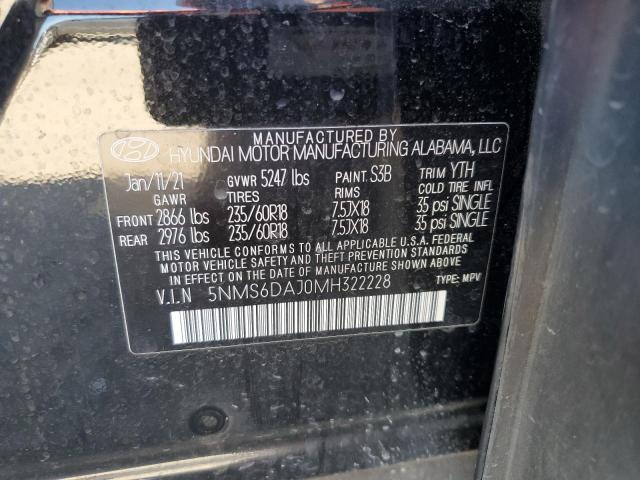 MANUFACTURED BY
HYUNDAI MOTOR MANUFACTURING ALABAMA, LLC
Jan/11/21 GVWR 5247 lbs PAINT: S3B TRIM YTH
GAWR TIRES RIMS COLD TIRE INFL
FRONT 2866 lbs 235/60R18 7.5JX18 35 psi SINGLE
REAR 2976 lbs 235/60R18 7.5JX18 35 psi SINGLE
THIS VEHICLE CONFORMS TO ALL APPLICABLE U.S.A. FEDERAL
MOTOR VEHICLE SAFETY AND THEFT PREVENTION STANDARDS
IN EFFECT ON THE DATE OF MANUFACTURE SHOWN ABOVE.
V.I.N 5NMS6DAJ0MH322228 TYPE: MPV